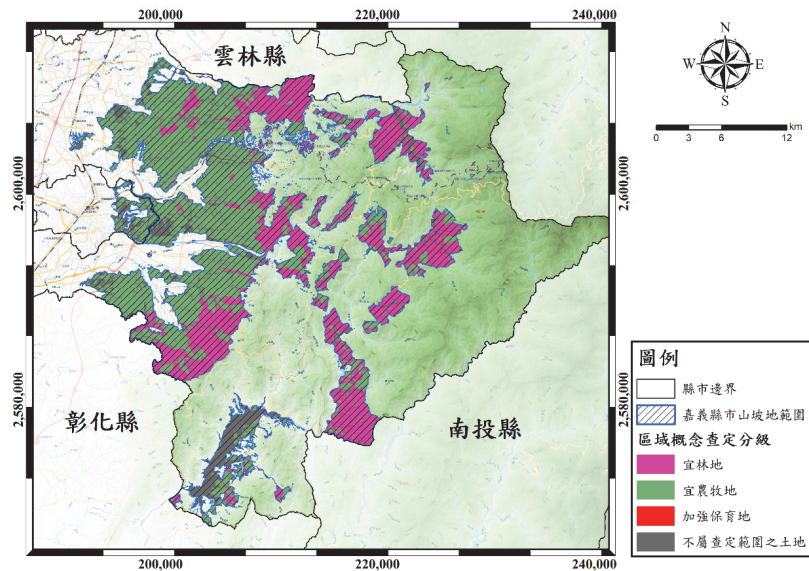 200,000
220,000
240,000
雲林縣
N
W
E
S
km
0
3
6
12
2,600,000
2,600,000
2,580,000
2,580,000
彰化縣
南投縣
圖例
縣市邊界
嘉義縣市山坡地範圍
區域概念查定分級
宜林地
宜農牧地
加強保育地
不屬查定範圍之土地
200,000
220,000
240,000